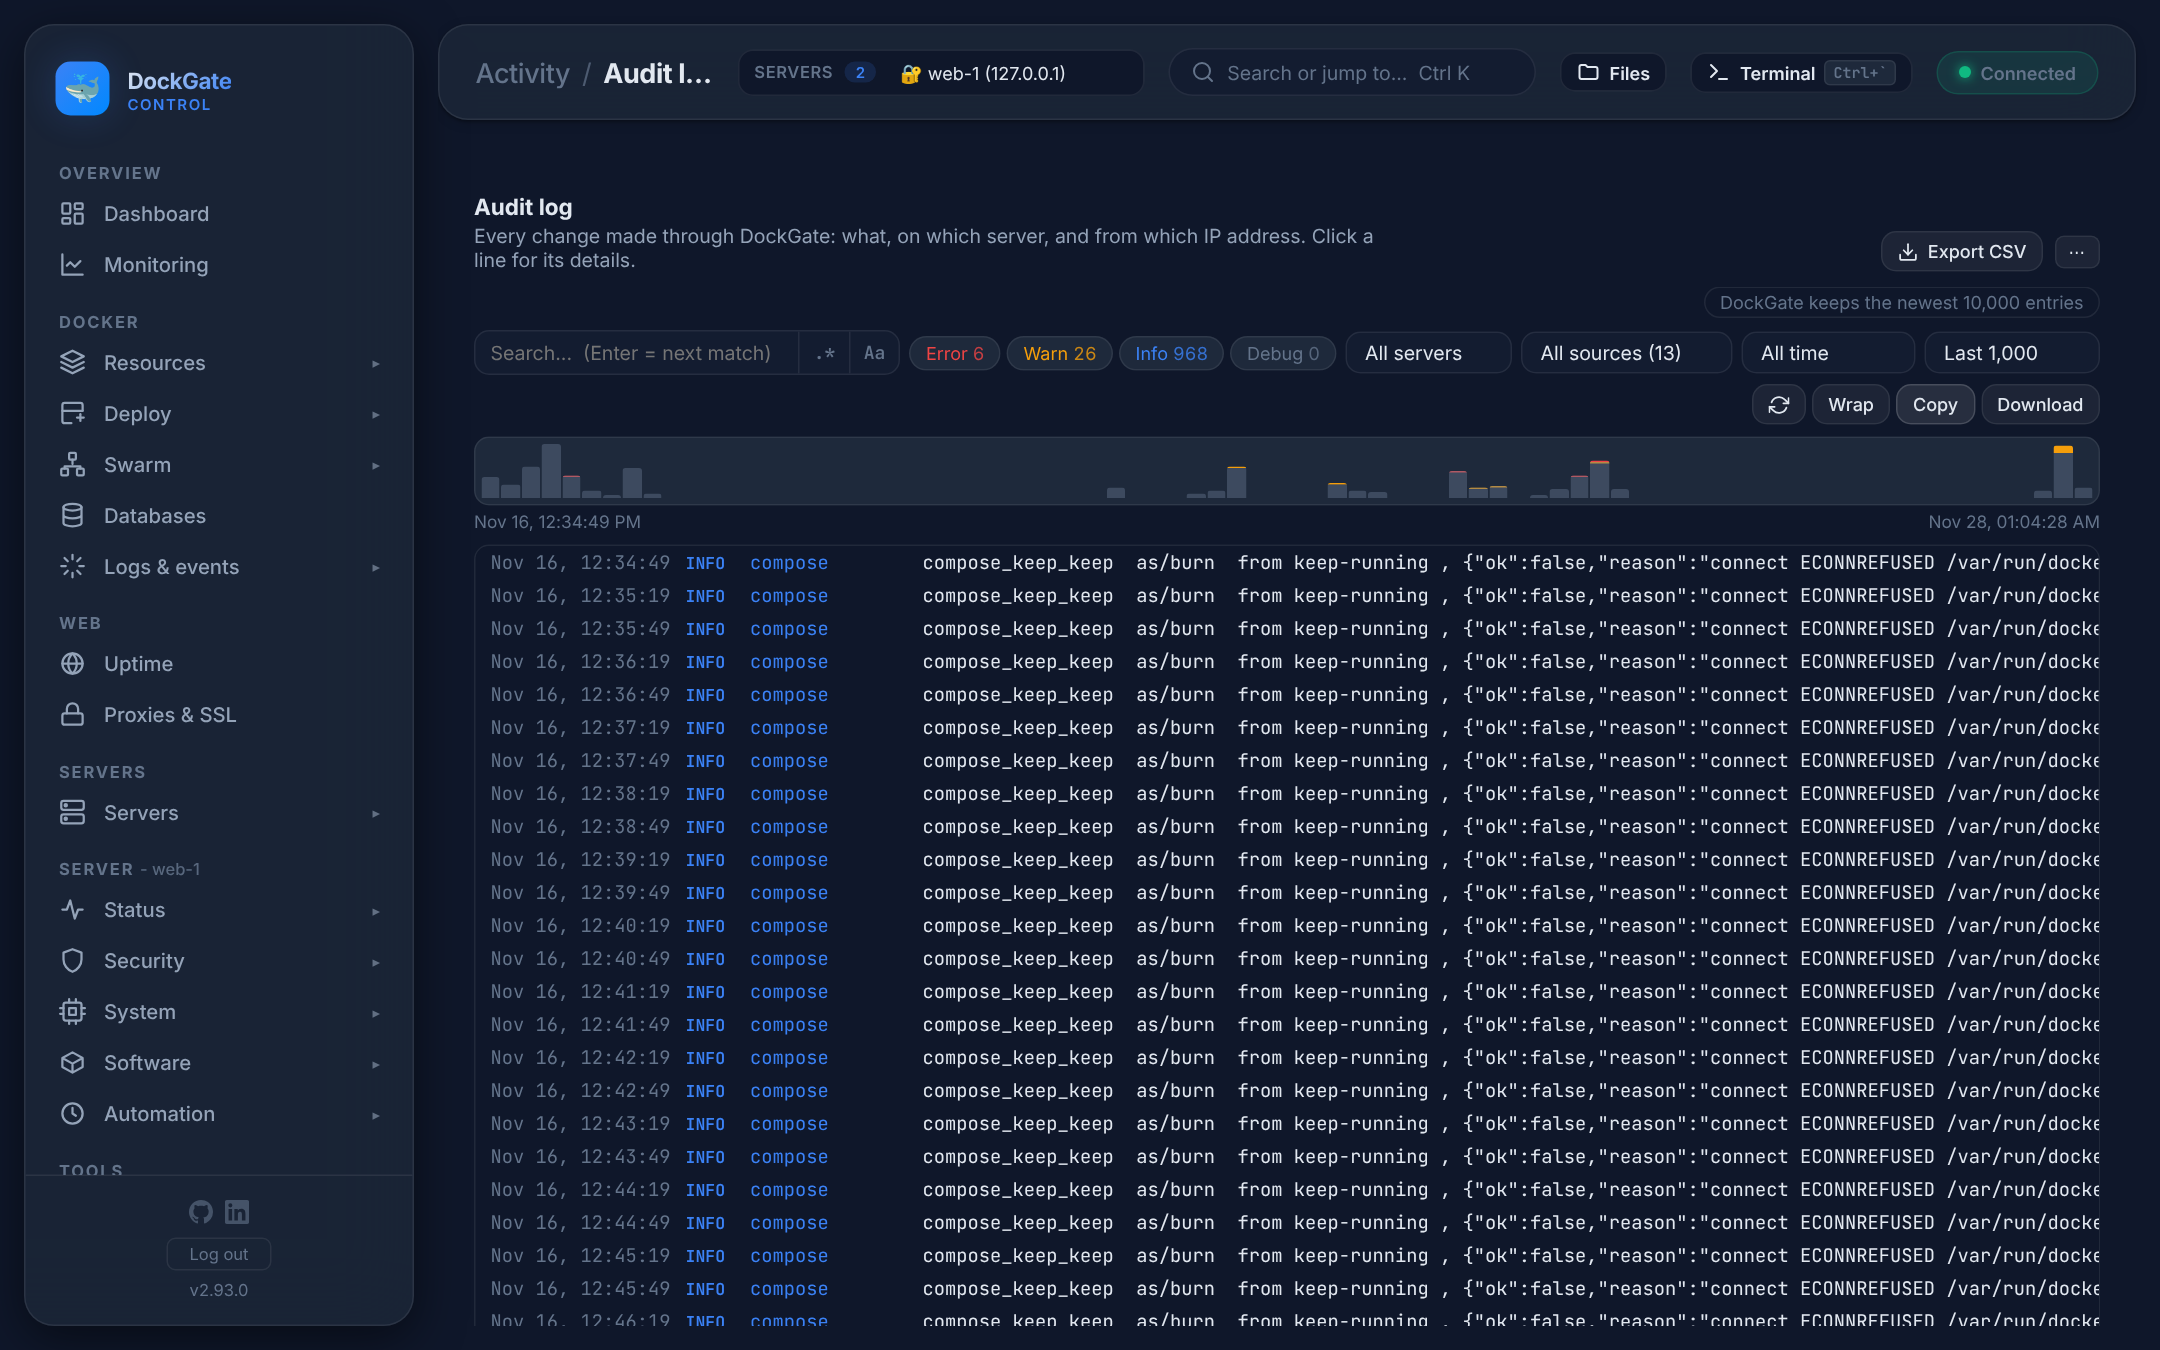 DockGate
CONTROL
OVERVIEW
Dashboard
Monitoring
DOCKER
Resources
Deploy
Swarm
Databases
Logs & events
WEB
Uptime
Proxies & SSL
SERVERS
Servers
SERVER - web-1
Status
Security
System
Software
Automation
TOOLS
Log out
v2.93.0
Activity / Audit l...
SERVERS 2 web-1 (127.0.0.1)
Search or jump to... Ctrl K
Files
Terminal Ctrl+`
Connected
Audit log
Every change made through DockGate: what, on which server, and from which IP address. Click a
line for its details.
Export CSV ...
DockGate keeps the newest 10,000 entries
Search... (Enter = next match) .* Aa Error 6 Warn 26 Info 968 Debug 0 All servers All sources (13) All time Last 1,000
Wrap Copy Download
Nov 16, 12:34:49 PM Nov 28, 01:04:28 AM
Nov 16, 12:34:49 INFO compose compose_keep_keep as/burn from keep-running , {"ok":false,"reason":"connect ECONNREFUSED /var/run/docke
Nov 16, 12:35:19 INFO compose compose_keep_keep as/burn from keep-running , {"ok":false,"reason":"connect ECONNREFUSED /var/run/docke
Nov 16, 12:35:49 INFO compose compose_keep_keep as/burn from keep-running , {"ok":false,"reason":"connect ECONNREFUSED /var/run/docke
Nov 16, 12:36:19 INFO compose compose_keep_keep as/burn from keep-running , {"ok":false,"reason":"connect ECONNREFUSED /var/run/docke
Nov 16, 12:36:49 INFO compose compose_keep_keep as/burn from keep-running , {"ok":false,"reason":"connect ECONNREFUSED /var/run/docke
Nov 16, 12:37:19 INFO compose compose_keep_keep as/burn from keep-running , {"ok":false,"reason":"connect ECONNREFUSED /var/run/docke
Nov 16, 12:37:49 INFO compose compose_keep_keep as/burn from keep-running , {"ok":false,"reason":"connect ECONNREFUSED /var/run/docke
Nov 16, 12:38:19 INFO compose compose_keep_keep as/burn from keep-running , {"ok":false,"reason":"connect ECONNREFUSED /var/run/docke
Nov 16, 12:38:49 INFO compose compose_keep_keep as/burn from keep-running , {"ok":false,"reason":"connect ECONNREFUSED /var/run/docke
Nov 16, 12:39:19 INFO compose compose_keep_keep as/burn from keep-running , {"ok":false,"reason":"connect ECONNREFUSED /var/run/docke
Nov 16, 12:39:49 INFO compose compose_keep_keep as/burn from keep-running , {"ok":false,"reason":"connect ECONNREFUSED /var/run/docke
Nov 16, 12:40:19 INFO compose compose_keep_keep as/burn from keep-running , {"ok":false,"reason":"connect ECONNREFUSED /var/run/docke
Nov 16, 12:40:49 INFO compose compose_keep_keep as/burn from keep-running , {"ok":false,"reason":"connect ECONNREFUSED /var/run/docke
Nov 16, 12:41:19 INFO compose compose_keep_keep as/burn from keep-running , {"ok":false,"reason":"connect ECONNREFUSED /var/run/docke
Nov 16, 12:41:49 INFO compose compose_keep_keep as/burn from keep-running , {"ok":false,"reason":"connect ECONNREFUSED /var/run/docke
Nov 16, 12:42:19 INFO compose compose_keep_keep as/burn from keep-running , {"ok":false,"reason":"connect ECONNREFUSED /var/run/docke
Nov 16, 12:42:49 INFO compose compose_keep_keep as/burn from keep-running , {"ok":false,"reason":"connect ECONNREFUSED /var/run/docke
Nov 16, 12:43:19 INFO compose compose_keep_keep as/burn from keep-running , {"ok":false,"reason":"connect ECONNREFUSED /var/run/docke
Nov 16, 12:43:49 INFO compose compose_keep_keep as/burn from keep-running , {"ok":false,"reason":"connect ECONNREFUSED /var/run/docke
Nov 16, 12:44:19 INFO compose compose_keep_keep as/burn from keep-running , {"ok":false,"reason":"connect ECONNREFUSED /var/run/docke
Nov 16, 12:44:49 INFO compose compose_keep_keep as/burn from keep-running , {"ok":false,"reason":"connect ECONNREFUSED /var/run/docke
Nov 16, 12:45:19 INFO compose compose_keep_keep as/burn from keep-running , {"ok":false,"reason":"connect ECONNREFUSED /var/run/docke
Nov 16, 12:45:49 INFO compose compose_keep_keep as/burn from keep-running , {"ok":false,"reason":"connect ECONNREFUSED /var/run/docke
Nov 16, 12:46:19 INFO compose compose_keep_keep as/burn from keep-running , {"ok":false,"reason":"connect ECONNREFUSED /var/run/docke